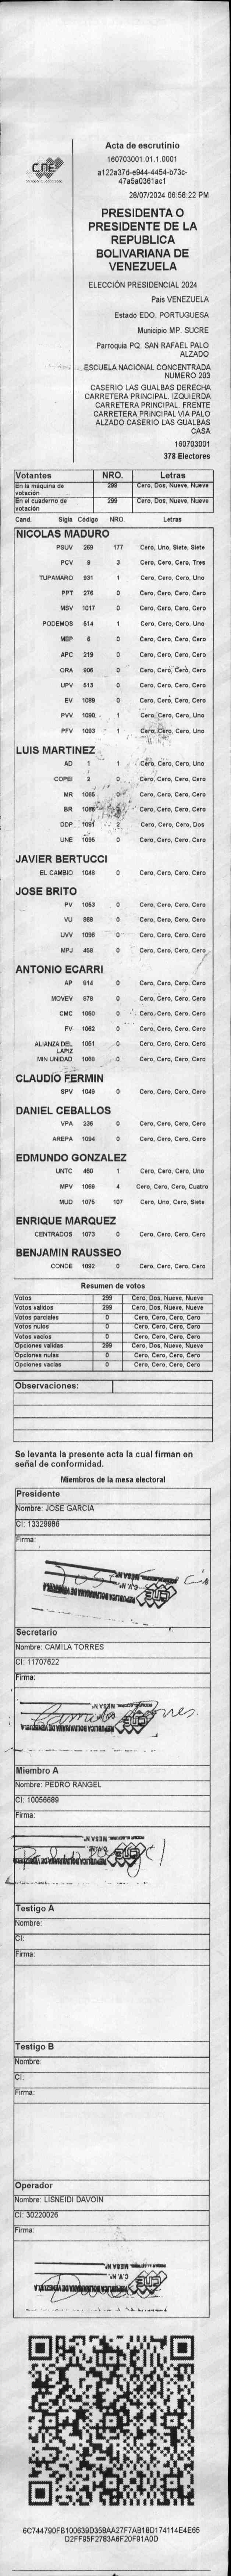 CNE
Acta de escrutinio
160703001.01.1.0001
a122a37d-e944-4454-b73c-
47a5a0361ac1
28/07/2024 06:58:22 PM
PRESIDENTA O
PRESIDENTE DE LA
REPUBLICA
BOLIVARIANA DE
VENEZUELA
ELECCIÓN PRESIDENCIAL 2024
País VENEZUELA
Estado EDO. PORTUGUESA
Municipio MP. SUCRE
Parroquia PQ. SAN RAFAEL PALO
ALZADO
ESCUELA NACIONAL CONCENTRADA
NUMERO 203
CASERIO LAS GUALBAS DERECHA
CARRETERA PRINCIPAL. IZQUIERDA
CARRETERA PRINCIPAL. FRENTE
CARRETERA PRINCIPAL VIA PALO
ALZADO CASERIO LAS GUALBAS
CASA
160703001
378 Electores
Votantes NRO. Letras
En la máquina de votación 299 Cero, Dos, Nueve, Nueve
En el cuaderno de votación 299 Cero, Dos, Nueve, Nueve
Cand. Sigla Código NRO. Letras
NICOLAS MADURO
PSUV 269 177 Cero, Uno, Siete, Siete
PCV 9 3 Cero, Cero, Cero, Tres
TUPAMARO 931 1 Cero, Cero, Cero, Uno
PPT 276 0 Cero, Cero, Cero, Cero
MSV 1017 0 Cero, Cero, Cero, Cero
PODEMOS 514 1 Cero, Cero, Cero, Uno
MEP 6 0 Cero, Cero, Cero, Cero
APC 219 0 Cero, Cero, Cero, Cero
ORA 906 0 Cero, Cero, Cero, Cero
UPV 613 0 Cero, Cero, Cero, Cero
EV 1089 0 Cero, Cero, Cero, Cero
PVV 1090 1 Cero, Cero, Cero, Uno
PFV 1093 1 Cero, Cero, Cero, Uno
LUIS MARTINEZ
AD 1 1 Cero, Cero, Cero, Uno
COPEI 2 0 Cero, Cero, Cero, Cero
MR 1065 0 Cero, Cero, Cero, Cero
BR 1066 0 Cero, Cero, Cero, Cero
DDP 1091 2 Cero, Cero, Cero, Dos
UNE 1095 0 Cero, Cero, Cero, Cero
JAVIER BERTUCCI
EL CAMBIO 1048 0 Cero, Cero, Cero, Cero
JOSE BRITO
PV 1053 0 Cero, Cero, Cero, Cero
VU 868 0 Cero, Cero, Cero, Cero
UVV 1096 0 Cero, Cero, Cero, Cero
MPJ 458 0 Cero, Cero, Cero, Cero
ANTONIO ECARRI
AP 914 0 Cero, Cero, Cero, Cero
MOVEV 878 0 Cero, Cero, Cero, Cero
CMC 1050 0 Cero, Cero, Cero, Cero
FV 1062 0 Cero, Cero, Cero, Cero
ALIANZA DEL LAPIZ 1051 0 Cero, Cero, Cero, Cero
MIN UNIDAD 1068 0 Cero, Cero, Cero, Cero
CLAUDIO FERMIN
SPV 1049 0 Cero, Cero, Cero, Cero
DANIEL CEBALLOS
VPA 236 0 Cero, Cero, Cero, Cero
AREPA 1094 0 Cero, Cero, Cero, Cero
EDMUNDO GONZALEZ
UNTC 460 1 Cero, Cero, Cero, Uno
MPV 1069 4 Cero, Cero, Cero, Cuatro
MUD 1075 107 Cero, Uno, Cero, Siete
ENRIQUE MARQUEZ
CENTRADOS 1073 0 Cero, Cero, Cero, Cero
BENJAMIN RAUSSEO
CONDE 1092 0 Cero, Cero, Cero, Cero
Resumen de votos
Votos 299 Cero, Dos, Nueve, Nueve
Votos validos 299 Cero, Dos, Nueve, Nueve
Votos parciales 0 Cero, Cero, Cero, Cero
Votos nulos 0 Cero, Cero, Cero, Cero
Votos vacios 0 Cero, Cero, Cero, Cero
Opciones validas 299 Cero, Dos, Nueve, Nueve
Opciones nulas 0 Cero, Cero, Cero, Cero
Opciones vacias 0 Cero, Cero, Cero, Cero
Observaciones:
Se levanta la presente acta la cual firman en
señal de conformidad.
Miembros de la mesa electoral
Presidente
Nombre: JOSE GARCIA
CI: 13329986
Firma:
Secretario
Nombre: CAMILA TORRES
CI: 11707622
Firma:
Miembro A
Nombre: PEDRO RANGEL
CI: 10056689
Firma:
Testigo A
Nombre:
CI:
Firma:
Testigo B
Nombre:
CI:
Firma:
Operador
Nombre: LISNEIDI DAVOIN
CI: 30220026
Firma:
6C744790FB100639D35BAA27F7AB18D174114E4E65
D2FF95F2783A6F20F91A0D